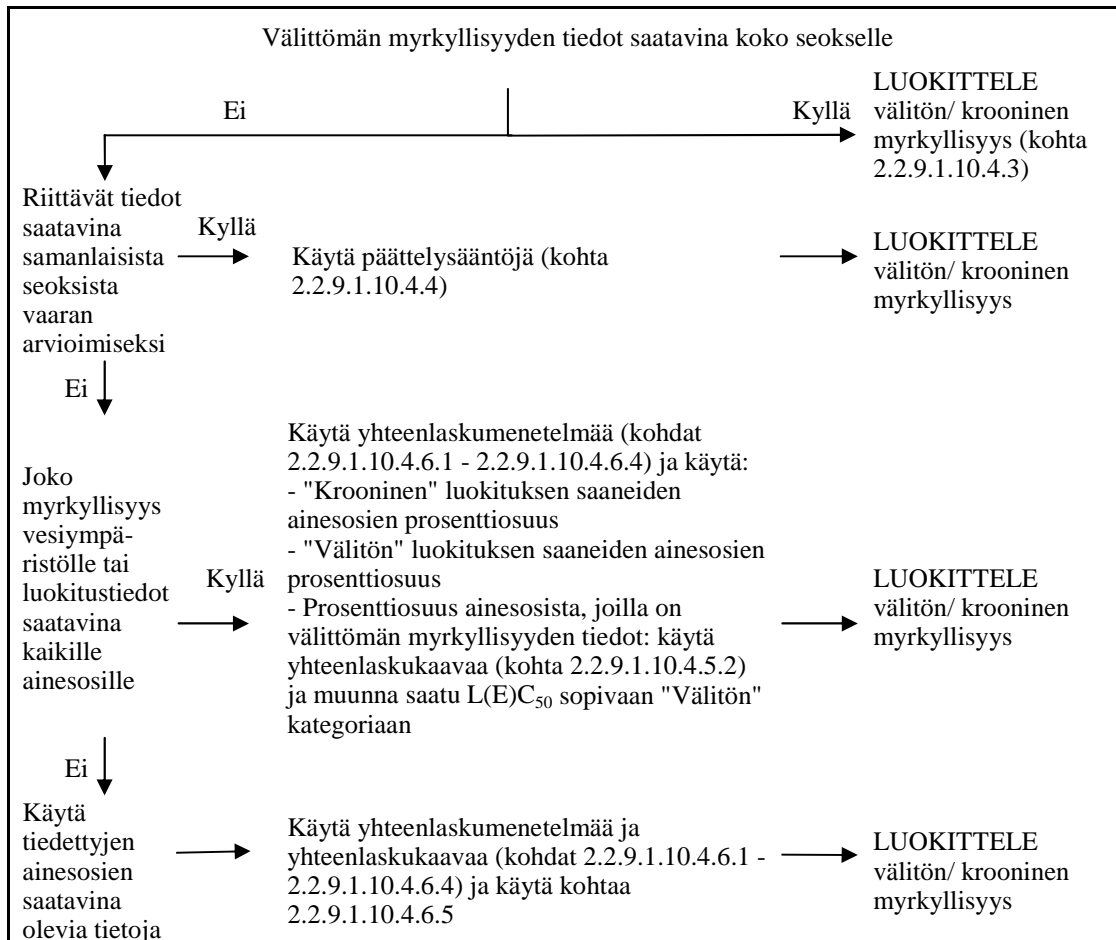 Välittömän myrkyllisyyden tiedot saatavina koko seokselle
Ei
Kyllä
LUOKITTELE
välitön/ krooninen
myrkyllisyys (kohta
2.2.9.1.10.4.3)
Riittävät tiedot
saatavina
samanlaisista
seoksista
vaaran
arvioimiseksi
Kyllä
Käytä päättelysääntöjä (kohta
2.2.9.1.10.4.4)
LUOKITTELE
välitön/ krooninen
myrkyllisyys
Ei
Joko
myrkyllisyys
vesiympä-
ristölle tai
luokitustiedot
saatavina
kaikille
ainesosille
Kyllä
Käytä yhteenlaskumenetelmää (kohdat
2.2.9.1.10.4.6.1 - 2.2.9.1.10.4.6.4) ja käytä:
- "Krooninen" luokituksen saaneiden
ainesosien prosenttiosuus
- "Välitön" luokituksen saaneiden ainesosien
prosenttiosuus
- Prosenttiosuus ainesosista, joilla on
välittömän myrkyllisyyden tiedot: käytä
yhteenlaskukaavaa (kohta 2.2.9.1.10.4.5.2)
ja muunna saatu L(E)C₅₀ sopivaan "Välitön"
kategoriaan
LUOKITTELE
välitön/ krooninen
myrkyllisyys
Ei
Käytä
tiedettyjen
ainesosien
saatavina
olevia tietoja
Käytä yhteenlaskumenetelmää ja
yhteenlaskukaavaa (kohdat 2.2.9.1.10.4.6.1 -
2.2.9.1.10.4.6.4) ja käytä kohtaa
2.2.9.1.10.4.6.5
LUOKITTELE
välitön/ krooninen
myrkyllisyys